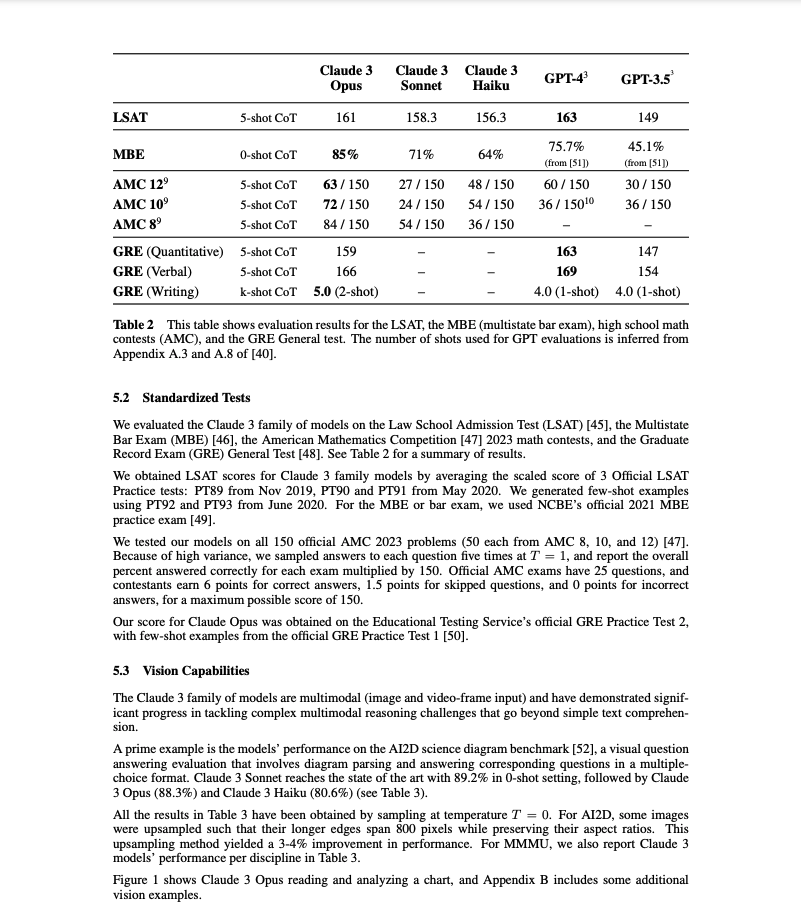 Claude 3 Opus Claude 3 Sonnet Claude 3 Haiku GPT-4³ GPT-3.5³
LSAT 5-shot CoT 161 158.3 156.3 163 149
MBE 0-shot CoT 85% 71% 64% 75.7% (from [51]) 45.1% (from [51])
AMC 12⁹ 5-shot CoT 63 / 150 27 / 150 48 / 150 60 / 150 30 / 150
AMC 10⁹ 5-shot CoT 72 / 150 24 / 150 54 / 150 36 / 150¹⁰ 36 / 150
AMC 8⁹ 5-shot CoT 84 / 150 54 / 150 36 / 150 – –
GRE (Quantitative) 5-shot CoT 159 – – 163 147
GRE (Verbal) 5-shot CoT 166 – – 169 154
GRE (Writing) k-shot CoT 5.0 (2-shot) – – 4.0 (1-shot) 4.0 (1-shot)
Table 2 This table shows evaluation results for the LSAT, the MBE (multistate bar exam), high school math
contests (AMC), and the GRE General test. The number of shots used for GPT evaluations is inferred from
Appendix A.3 and A.8 of [40].
5.2 Standardized Tests
We evaluated the Claude 3 family of models on the Law School Admission Test (LSAT) [45], the Multistate
Bar Exam (MBE) [46], the American Mathematics Competition [47] 2023 math contests, and the Graduate
Record Exam (GRE) General Test [48]. See Table 2 for a summary of results.
We obtained LSAT scores for Claude 3 family models by averaging the scaled score of 3 Official LSAT
Practice tests: PT89 from Nov 2019, PT90 and PT91 from May 2020. We generated few-shot examples
using PT92 and PT93 from June 2020. For the MBE or bar exam, we used NCBE's official 2021 MBE
practice exam [49].
We tested our models on all 150 official AMC 2023 problems (50 each from AMC 8, 10, and 12) [47].
Because of high variance, we sampled answers to each question five times at T = 1, and report the overall
percent answered correctly for each exam multiplied by 150. Official AMC exams have 25 questions, and
contestants earn 6 points for correct answers, 1.5 points for skipped questions, and 0 points for incorrect
answers, for a maximum possible score of 150.
Our score for Claude Opus was obtained on the Educational Testing Service's official GRE Practice Test 2,
with few-shot examples from the official GRE Practice Test 1 [50].
5.3 Vision Capabilities
The Claude 3 family of models are multimodal (image and video-frame input) and have demonstrated signif-
icant progress in tackling complex multimodal reasoning challenges that go beyond simple text comprehen-
sion.
A prime example is the models' performance on the AI2D science diagram benchmark [52], a visual question
answering evaluation that involves diagram parsing and answering corresponding questions in a multiple-
choice format. Claude 3 Sonnet reaches the state of the art with 89.2% in 0-shot setting, followed by Claude
3 Opus (88.3%) and Claude 3 Haiku (80.6%) (see Table 3).
All the results in Table 3 have been obtained by sampling at temperature T = 0. For AI2D, some images
were upsampled such that their longer edges span 800 pixels while preserving their aspect ratios. This
upsampling method yielded a 3-4% improvement in performance. For MMMU, we also report Claude 3
models' performance per discipline in Table 3.
Figure 1 shows Claude 3 Opus reading and analyzing a chart, and Appendix B includes some additional
vision examples.